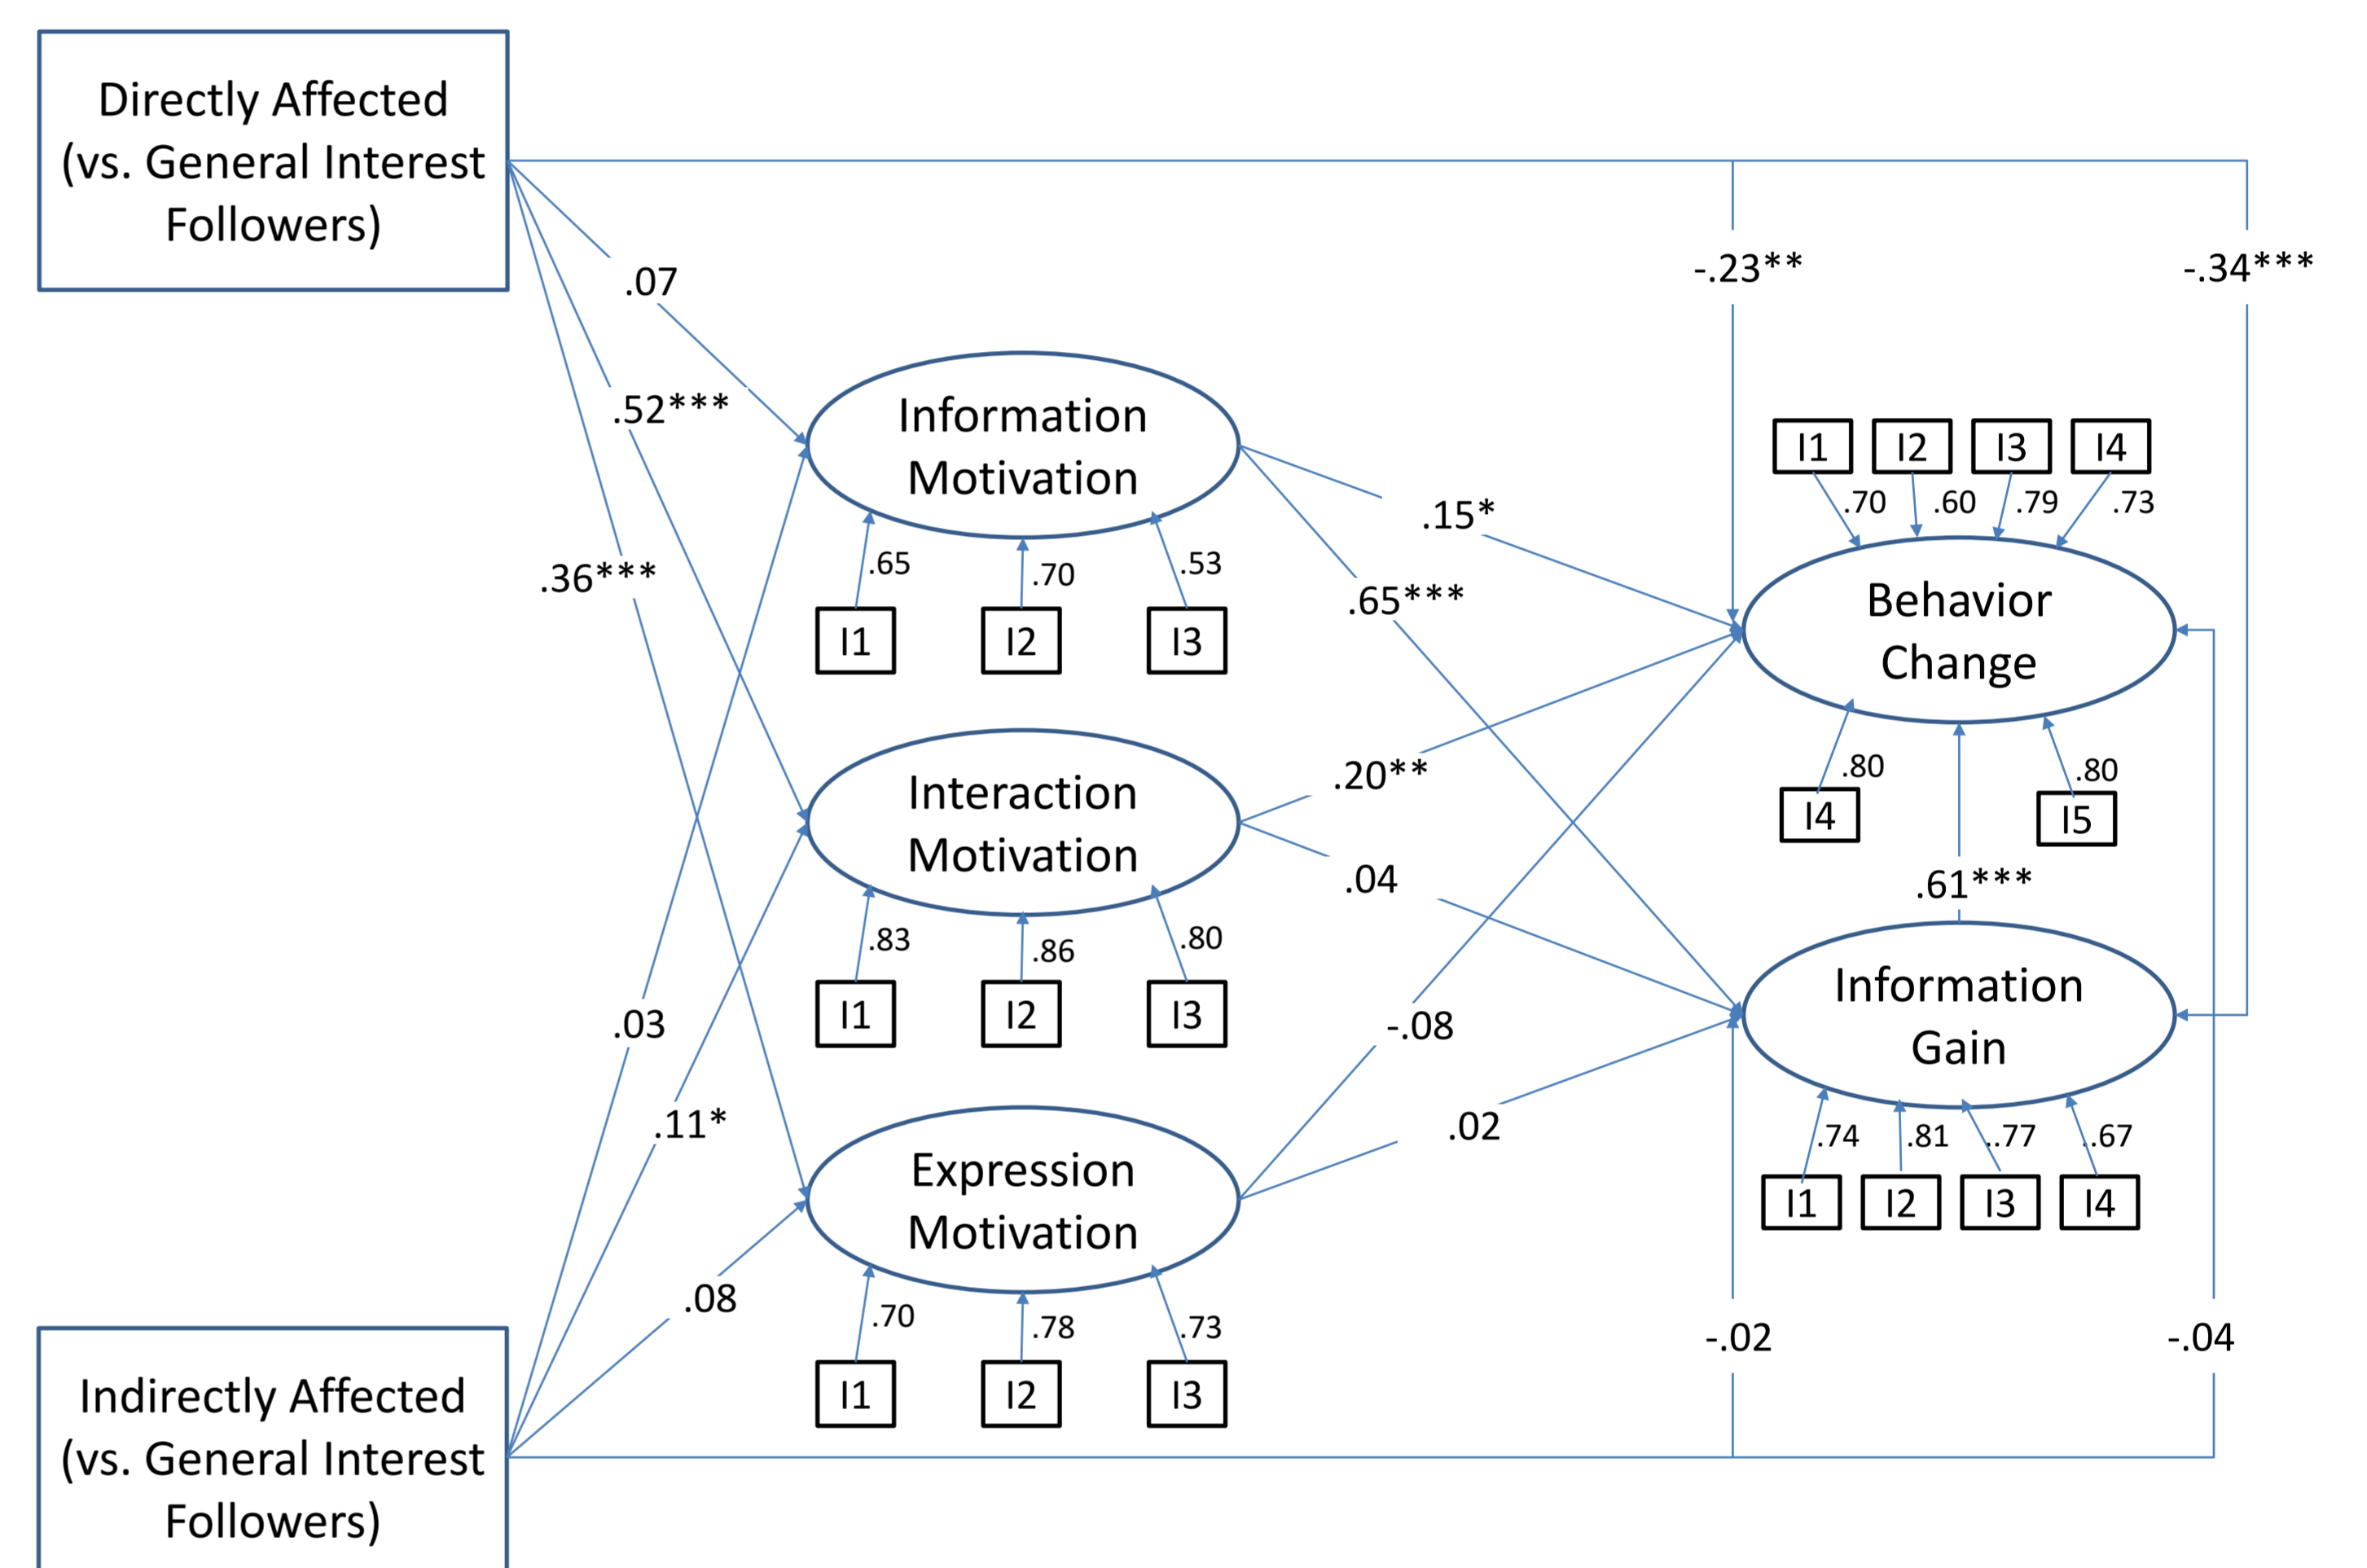 Directly Affected
(vs. General Interest
Followers)
.07
.52***
.36***
-.23**
-.34***
Information
Motivation
.65
.70
.53
I1
I2
I3
.15*
.65***
I1
I2
I3
I4
.70
.60
.79
.73
Behavior
Change
.80
.80
I4
I5
Interaction
Motivation
.83
.86
.80
I1
I2
I3
.20**
.04
.61***
Information
Gain
.74
.81
..77
.67
I1
I2
I3
I4
.03
.11*
.08
-.08
.02
Expression
Motivation
.70
.78
.73
I1
I2
I3
-.02
-.04
Indirectly Affected
(vs. General Interest
Followers)